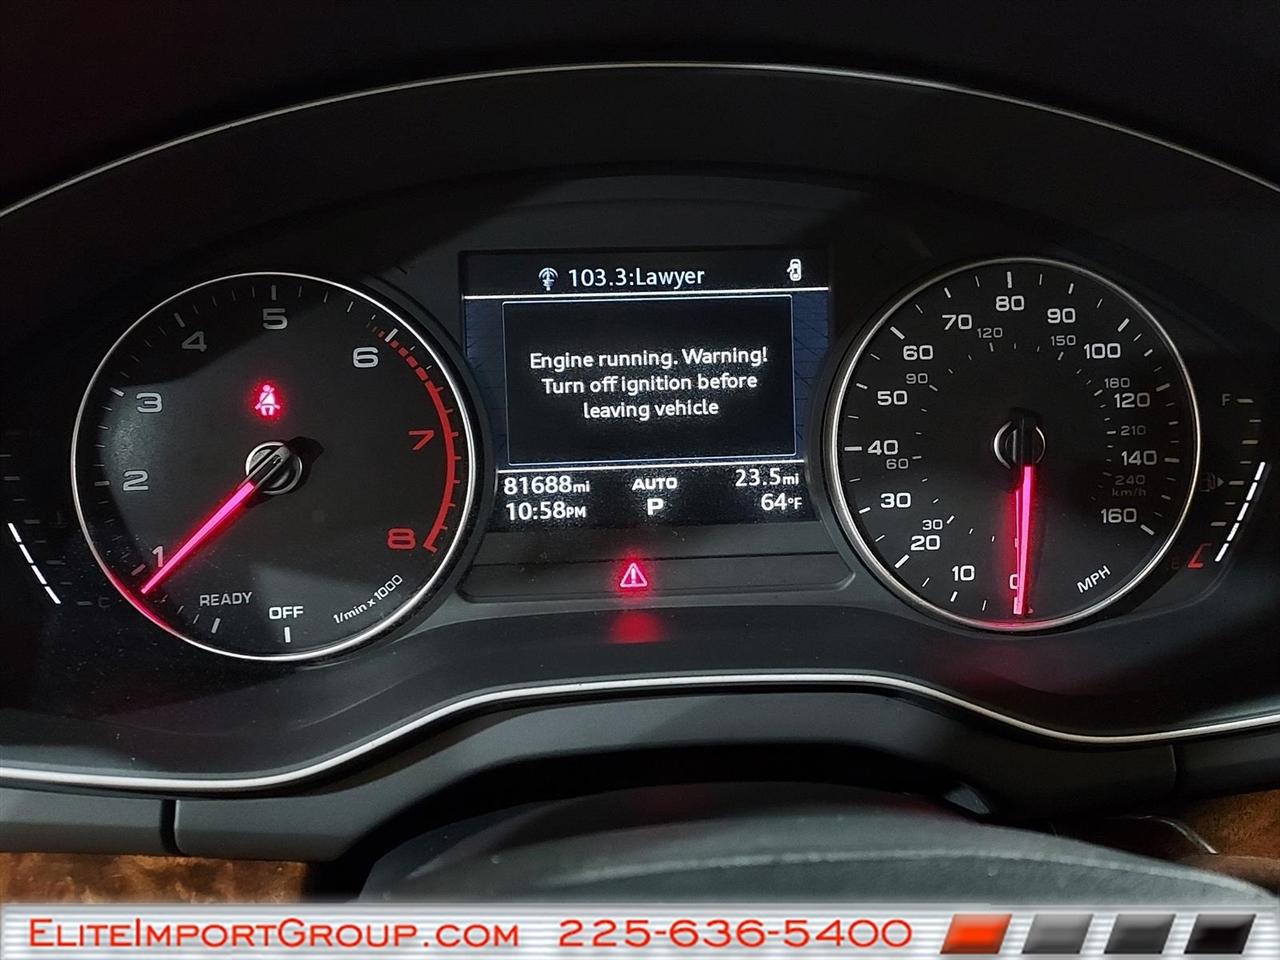 103.3:Lawyer
Engine running. Warning!
Turn off ignition before
leaving vehicle
81688mi AUTO 23.5mi
10:58PM P 64°F
1 2 3 4 5 6 7 8
READY
OFF
1/min x 1000
C
0 10 20 30 40 50 60 70 80 90 100 120 140 160
30 60 90 120 150 180 210 240
km/h
MPH
F
E
ELITEIMPORTGROUP.COM 225-636-5400